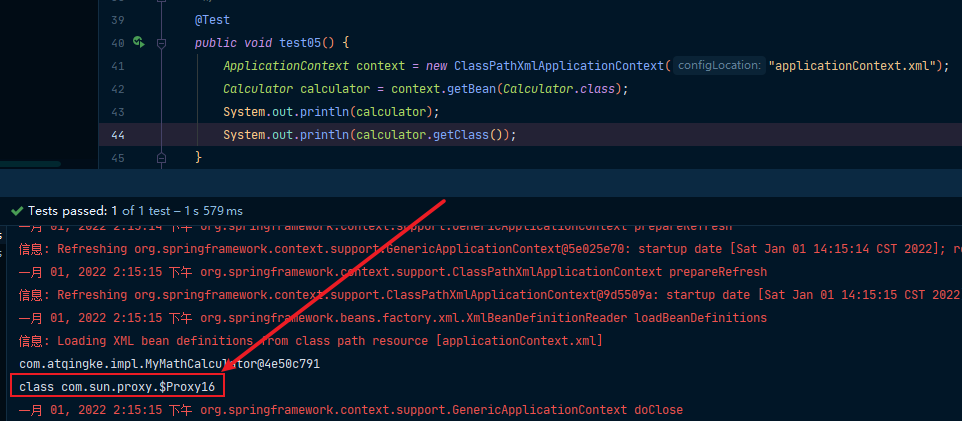 39 @Test
40 public void test05() {
41 ApplicationContext context = new ClassPathXmlApplicationContext( configLocation: "applicationContext.xml");
42 Calculator calculator = context.getBean(Calculator.class);
43 System.out.println(calculator);
44 System.out.println(calculator.getClass());
45 }
Tests passed: 1 of 1 test – 1 s 579 ms
一月 01, 2022 2:15:14 下午 org.springframework.context.support.GenericApplicationContext prepareRefresh
信息: Refreshing org.springframework.context.support.GenericApplicationContext@5e025e70: startup date [Sat Jan 01 14:15:14 CST 2022]; r
一月 01, 2022 2:15:15 下午 org.springframework.context.support.ClassPathXmlApplicationContext prepareRefresh
信息: Refreshing org.springframework.context.support.ClassPathXmlApplicationContext@9d5509a: startup date [Sat Jan 01 14:15:15 CST 2022
一月 01, 2022 2:15:15 下午 org.springframework.beans.factory.xml.XmlBeanDefinitionReader loadBeanDefinitions
信息: Loading XML bean definitions from class path resource [applicationContext.xml]
com.atqingke.impl.MyMathCalculator@4e50c791
class com.sun.proxy.$Proxy16
一月 01, 2022 2:15:15 下午 org.springframework.context.support.GenericApplicationContext doClose